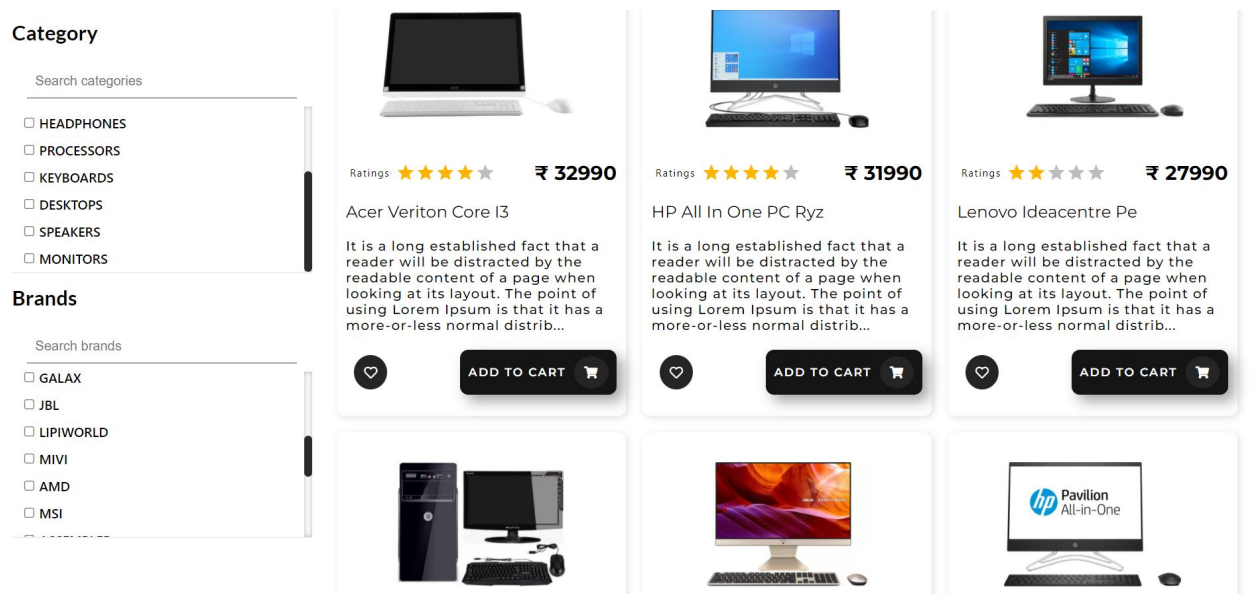 Category
Search categories
HEADPHONES
PROCESSORS
KEYBOARDS
DESKTOPS
SPEAKERS
MONITORS
Brands
Search brands
GALAX
JBL
LIPIWORLD
MIVI
AMD
MSI
Ratings ₹ 32990
Acer Veriton Core I3
It is a long established fact that a
reader will be distracted by the
readable content of a page when
looking at its layout. The point of
using Lorem Ipsum is that it has a
more-or-less normal distrib...
ADD TO CART
Ratings ₹ 31990
HP All In One PC Ryz
It is a long established fact that a
reader will be distracted by the
readable content of a page when
looking at its layout. The point of
using Lorem Ipsum is that it has a
more-or-less normal distrib...
ADD TO CART
Ratings ₹ 27990
Lenovo Ideacentre Pe
It is a long established fact that a
reader will be distracted by the
readable content of a page when
looking at its layout. The point of
using Lorem Ipsum is that it has a
more-or-less normal distrib...
ADD TO CART
hp Pavilion
All-in-One